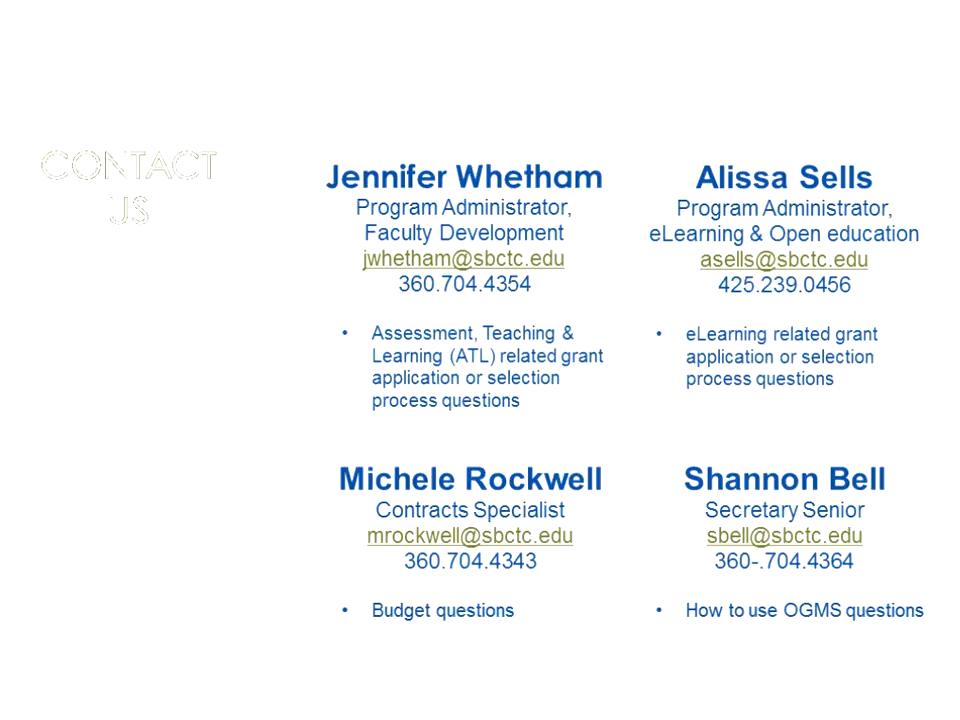 CONTACT
US
Jennifer Whetham
Program Administrator,
Faculty Development
jwhetham@sbctc.edu
360.704.4354
• Assessment, Teaching &
Learning (ATL) related grant
application or selection
process questions
Alissa Sells
Program Administrator,
eLearning & Open education
asells@sbctc.edu
425.239.0456
• eLearning related grant
application or selection
process questions
Michele Rockwell
Contracts Specialist
mrockwell@sbctc.edu
360.704.4343
• Budget questions
Shannon Bell
Secretary Senior
sbell@sbctc.edu
360-.704.4364
• How to use OGMS questions